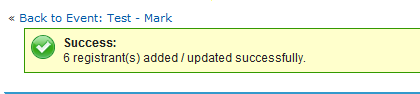 « Back to Event: Test - Mark
Success:
6 registrant(s) added / updated successfully.